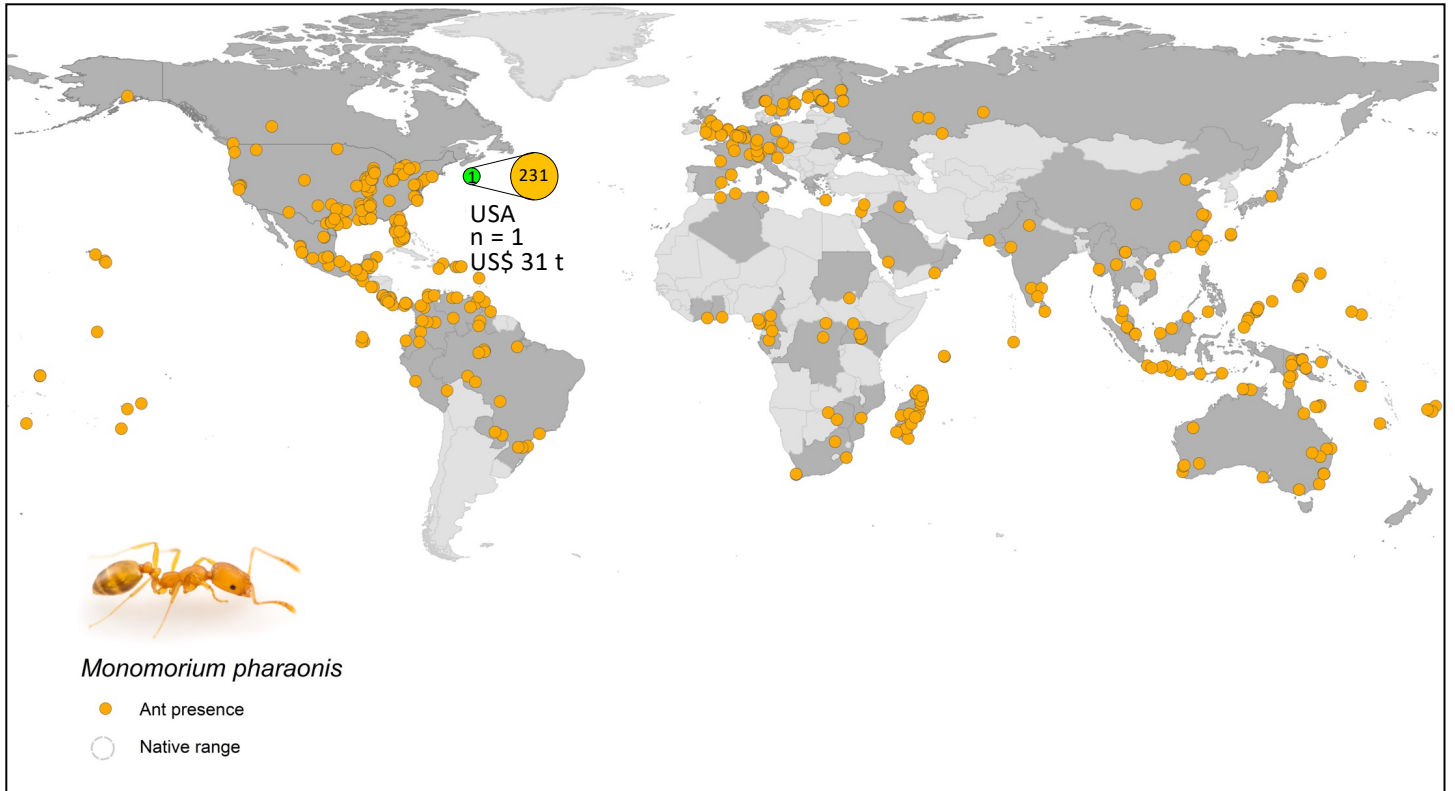 1
231
USA
n = 1
US$ 31 t
Monomorium pharaonis
Ant presence
Native range